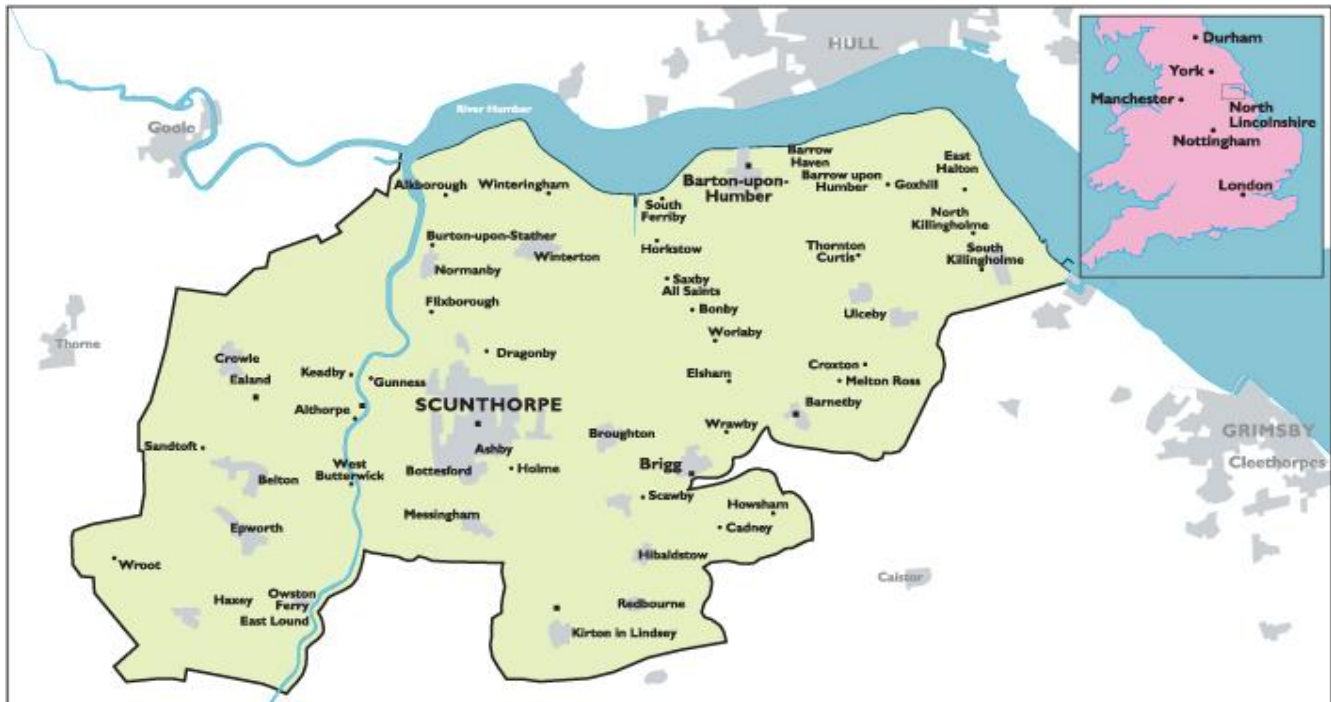 HULL
River Humber
Goole
Durham
York
Manchester
North
Lincolnshire
Nottingham
London
Alkborough
Winteringham
Barton-upon-
Humber
Barrow
Haven
Barrow upon
Humber
Goxhill
East
Halton
South
Ferriby
North
Killingholme
Burton-upon-Stather
Winterton
Horkstow
Thornton
Curtis
South
Killingholme
Normanby
Saxby
All Saints
Flixborough
Bonby
Ulceby
Worlaby
Thorne
Crowle
Dragonby
Ealand
Keadby
Gunness
Elsham
Croxton
Melton Ross
Althorpe
SCUNTHORPE
Barnetby
Sandtoft
Ashby
Broughton
Wrawby
GRIMSBY
Cleethorpes
West
Butterwick
Belton
Bottesford
Holme
Brigg
Scawby
Howsham
Messingham
Cadney
Epworth
Hibaldstow
Wroot
Caistor
Haxey
Owston
Ferry
East Lound
Redbourne
Kirton in Lindsey